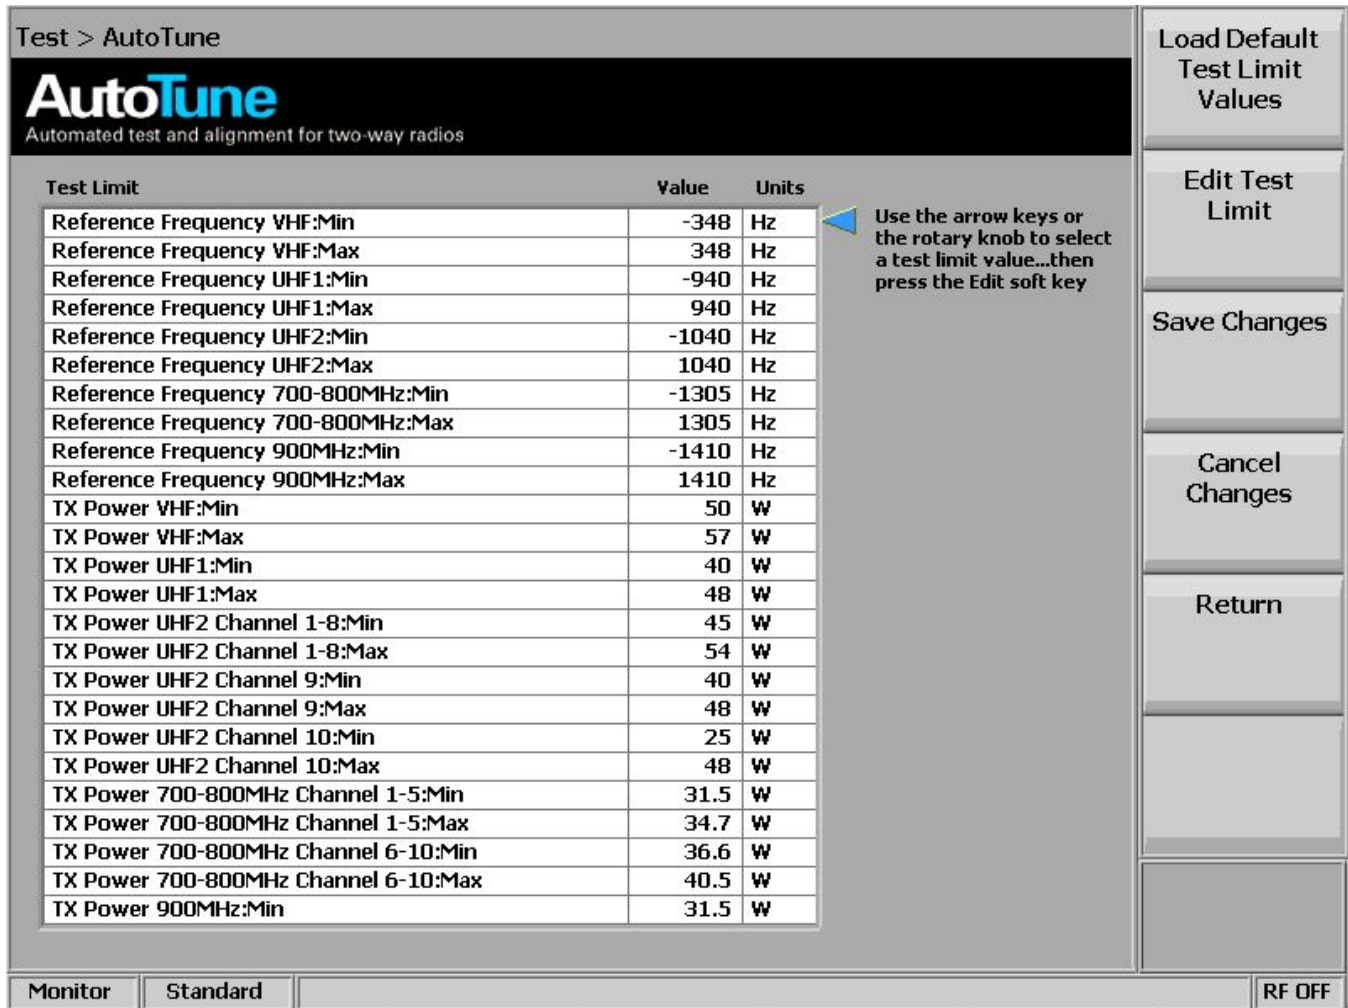 Test > AutoTune
AutoTune
Automated test and alignment for two-way radios
Test Limit Value Units
Reference Frequency VHF:Min -348 Hz
Reference Frequency VHF:Max 348 Hz
Reference Frequency UHF1:Min -940 Hz
Reference Frequency UHF1:Max 940 Hz
Reference Frequency UHF2:Min -1040 Hz
Reference Frequency UHF2:Max 1040 Hz
Reference Frequency 700-800MHz:Min -1305 Hz
Reference Frequency 700-800MHz:Max 1305 Hz
Reference Frequency 900MHz:Min -1410 Hz
Reference Frequency 900MHz:Max 1410 Hz
TX Power VHF:Min 50 W
TX Power VHF:Max 57 W
TX Power UHF1:Min 40 W
TX Power UHF1:Max 48 W
TX Power UHF2 Channel 1-8:Min 45 W
TX Power UHF2 Channel 1-8:Max 54 W
TX Power UHF2 Channel 9:Min 40 W
TX Power UHF2 Channel 9:Max 48 W
TX Power UHF2 Channel 10:Min 25 W
TX Power UHF2 Channel 10:Max 48 W
TX Power 700-800MHz Channel 1-5:Min 31.5 W
TX Power 700-800MHz Channel 1-5:Max 34.7 W
TX Power 700-800MHz Channel 6-10:Min 36.6 W
TX Power 700-800MHz Channel 6-10:Max 40.5 W
TX Power 900MHz:Min 31.5 W
Use the arrow keys or
the rotary knob to select
a test limit value...then
press the Edit soft key
Load Default
Test Limit
Values
Edit Test
Limit
Save Changes
Cancel
Changes
Return
Monitor
Standard
RF OFF